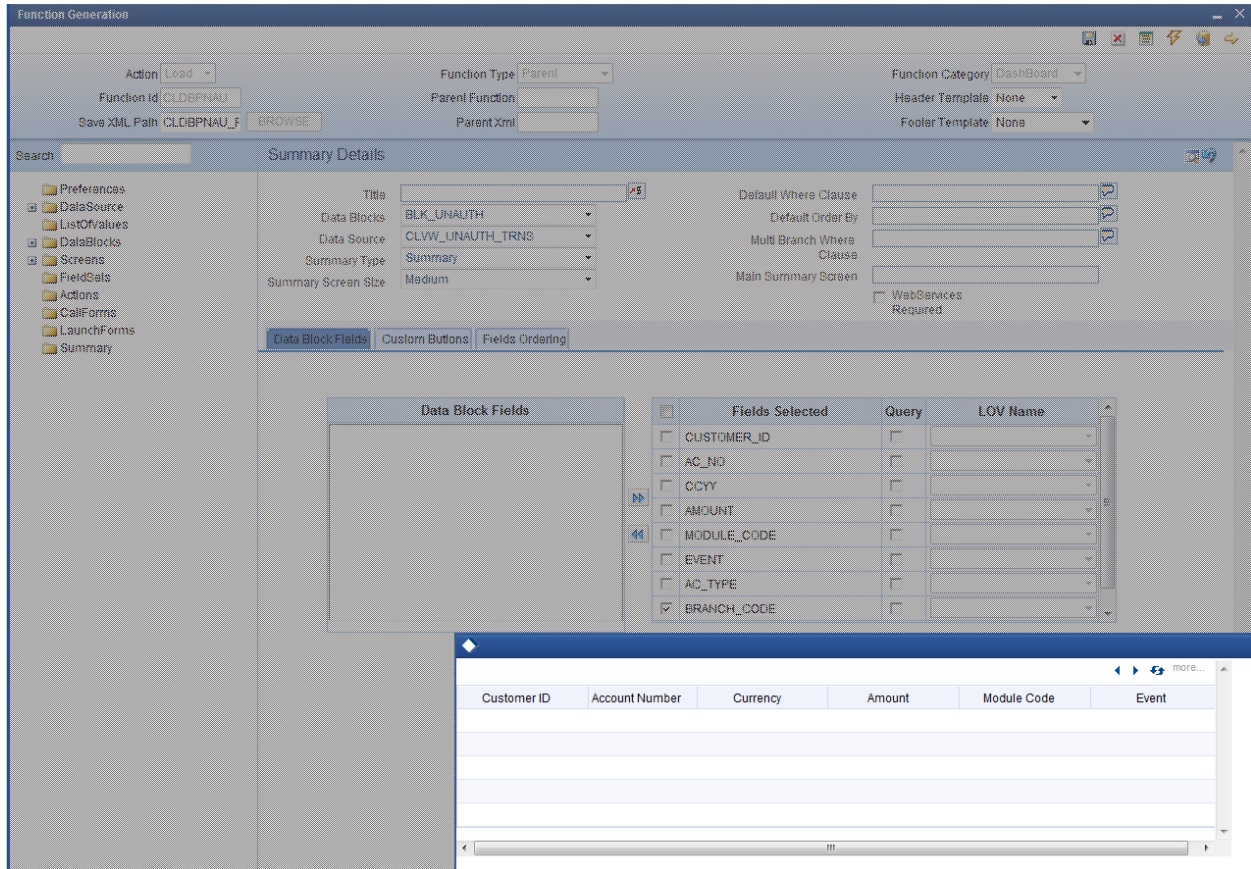 Function Generation
Action Load
Function Type Parent
Function Category DashBoard
Function Id CLDBPNAU
Parent Function
Header Template None
Save XML Path CLDBPNAU_F BROWSE
Parent Xml
Footer Template None
Search
Summary Details
Preferences
DataSource
ListOfValues
DataBlocks
Screens
FieldSets
Actions
CallForms
LaunchForms
Summary
Title
Default Where Clause
Data Blocks BLK_UNAUTH
Default Order By
Data Source CLVW_UNAUTH_TRNS
Multi Branch Where
Clause
Summary Type Summary
Summary Screen Size Medium
Main Summary Screen
WebServices
Required
Data Block Fields Custom Buttons Fields Ordering
Data Block Fields
Fields Selected Query LOV Name
CUSTOMER_ID
AC_NO
CCYY
AMOUNT
MODULE_CODE
EVENT
AC_TYPE
BRANCH_CODE
more...
Customer ID Account Number Currency Amount Module Code Event